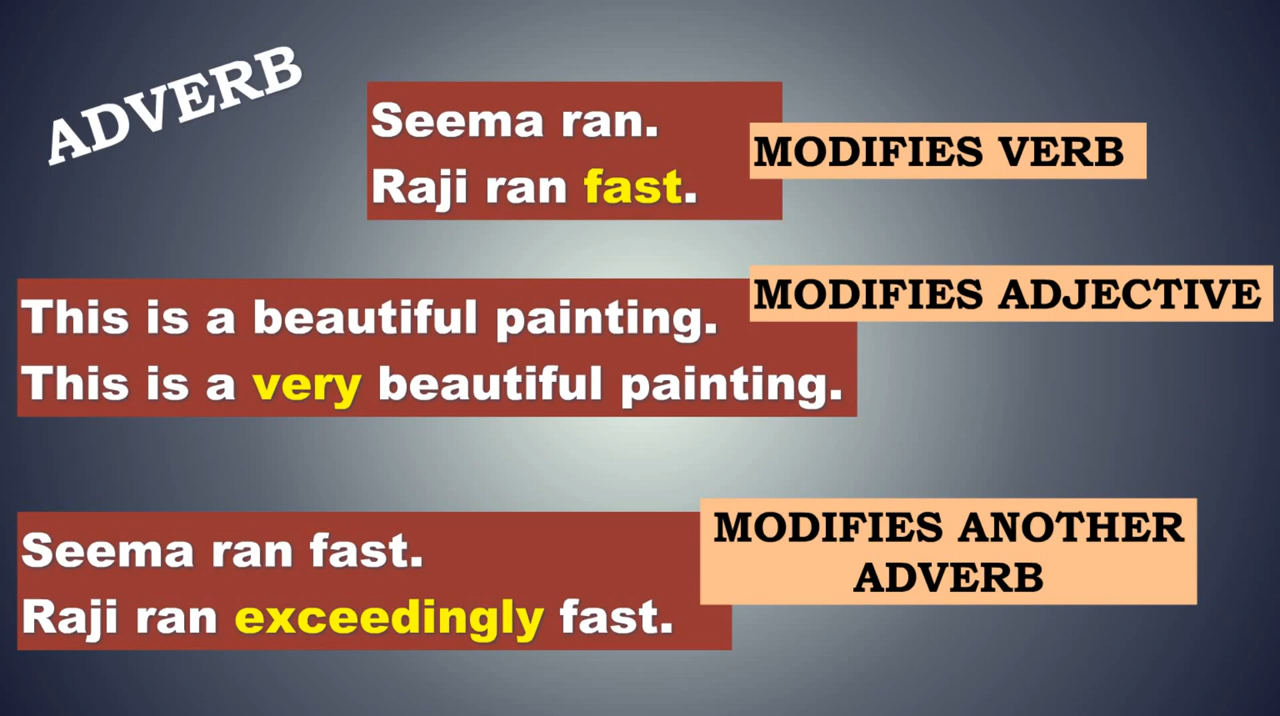 ADVERB
Seema ran.
Raji ran fast.
MODIFIES VERB
This is a beautiful painting.
This is a very beautiful painting.
MODIFIES ADJECTIVE
Seema ran fast.
Raji ran exceedingly fast.
MODIFIES ANOTHER
ADVERB